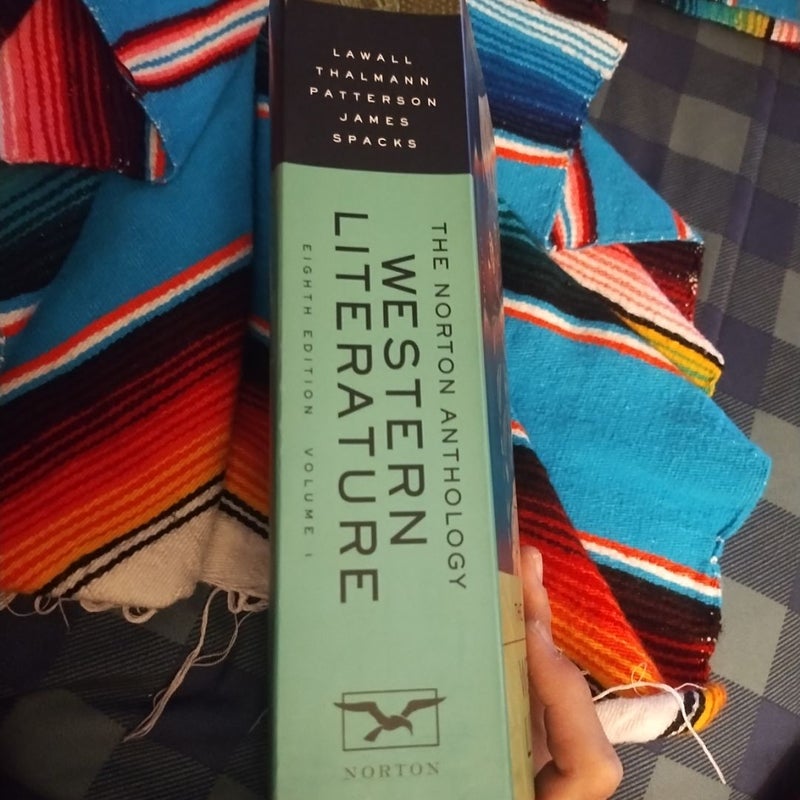 LAWALL
THALMANN
PATTERSON
JAMES
SPACKS
THE NORTON ANTHOLOGY
WESTERN
LITERATURE
EIGHTH EDITION VOLUME 1
NORTON